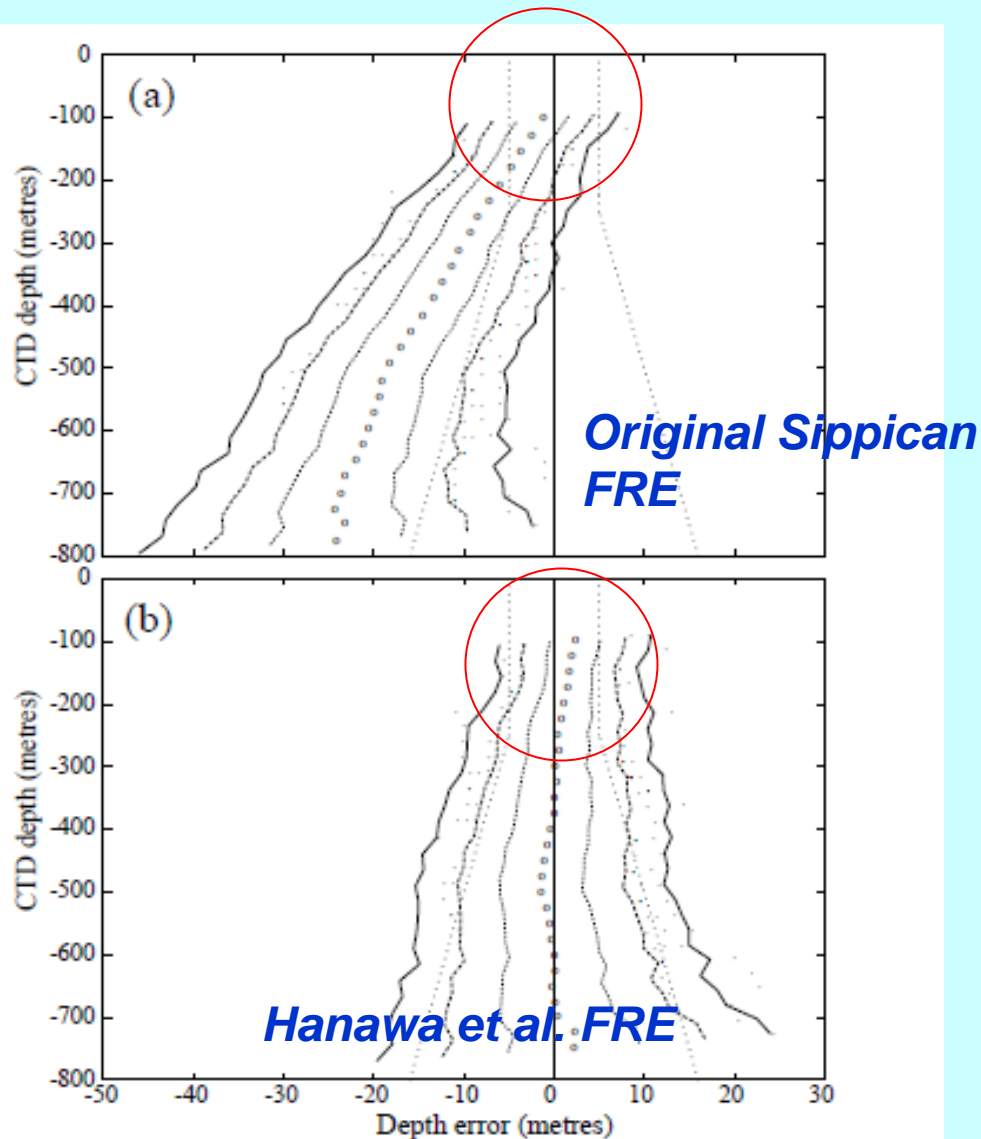 0
(a)
-100
-200
-300
-400
-500
-600
-700
-800
CTD depth (metres)
Original Sippican
FRE
0
(b)
-100
-200
-300
-400
-500
-600
-700
-800
CTD depth (metres)
Hanawa et al. FRE
-50 -40 -30 -20 -10 0 10 20 30
Depth error (metres)